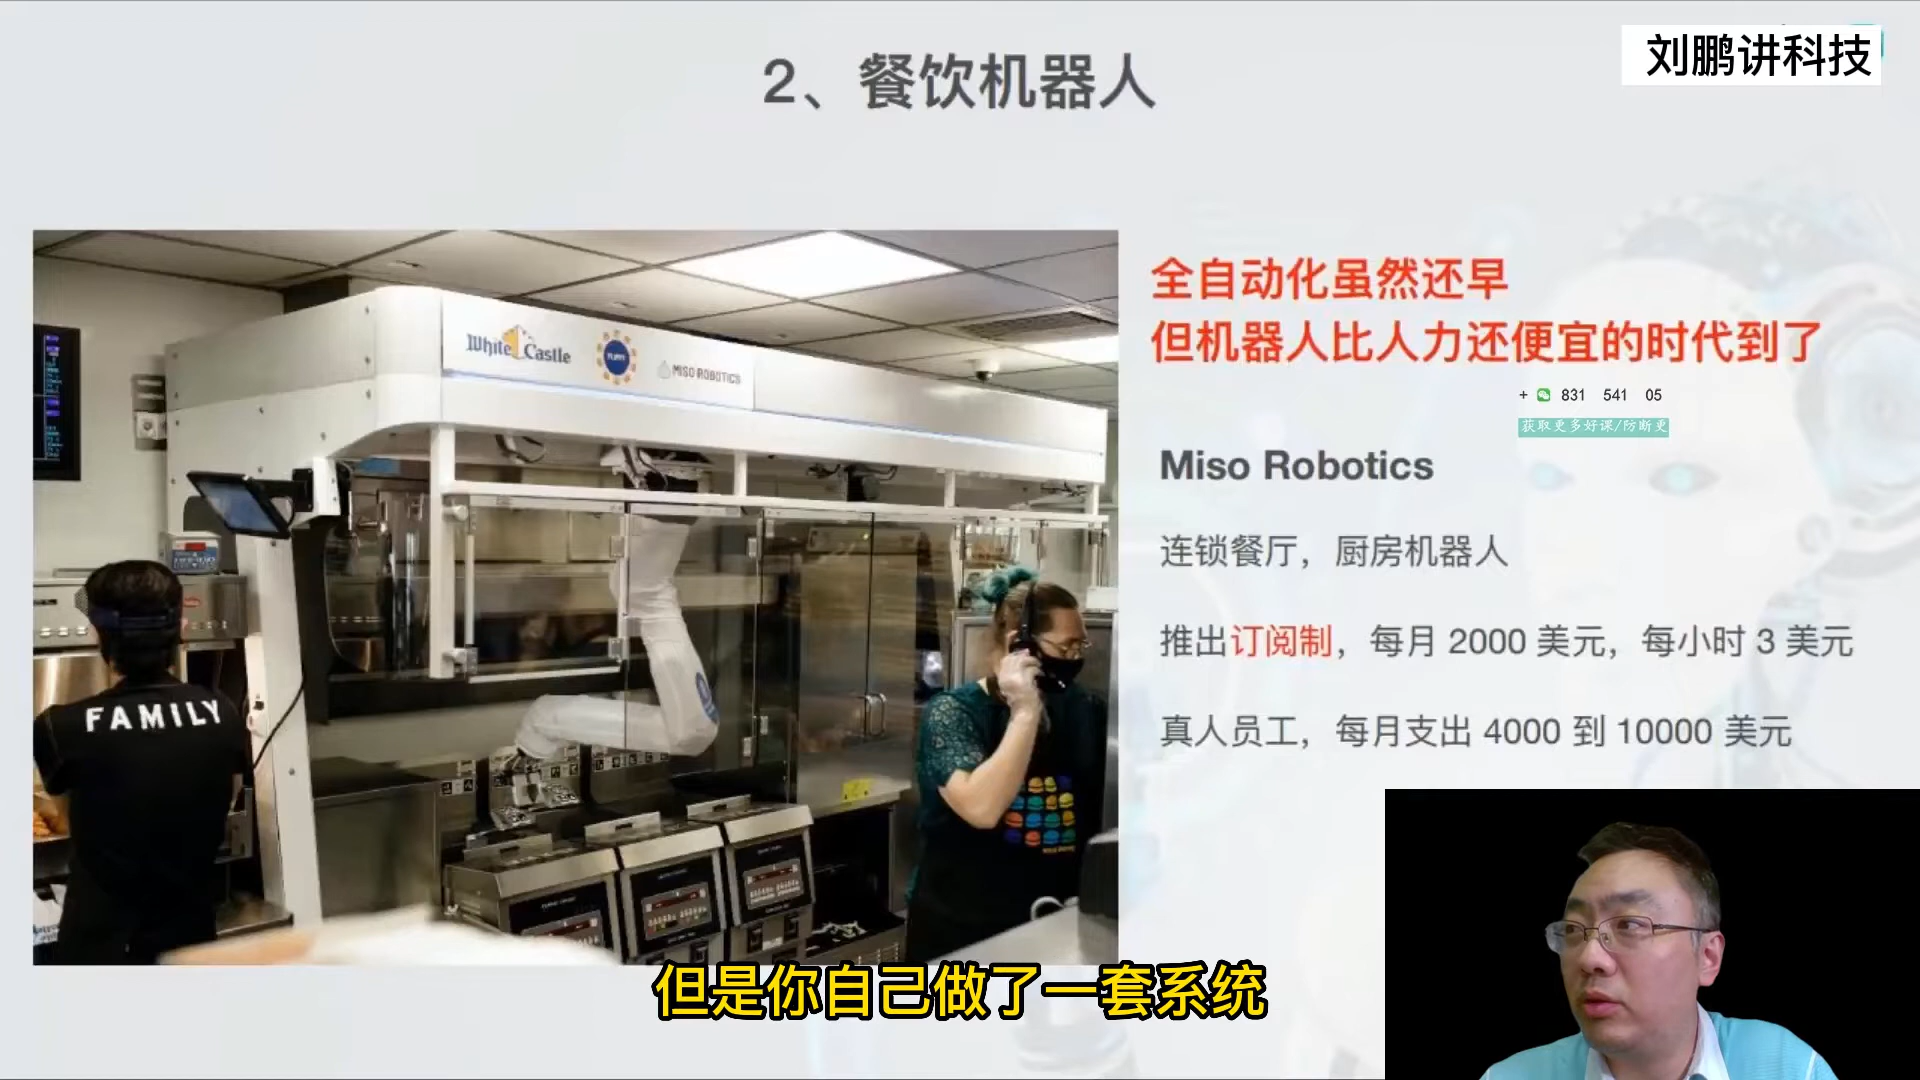 刘鹏讲科技
2、餐饮机器人
全自动化虽然还早
但机器人比人力还便宜的时代到了
+ 831 541 05
获取更多好课/防断更
White Castle
FLIPPY
MISO ROBOTICS
Miso Robotics
连锁餐厅，厨房机器人
推出订阅制，每月 2000 美元，每小时 3 美元
真人员工，每月支出 4000 到 10000 美元
FAMILY
但是你自己做了一套系统